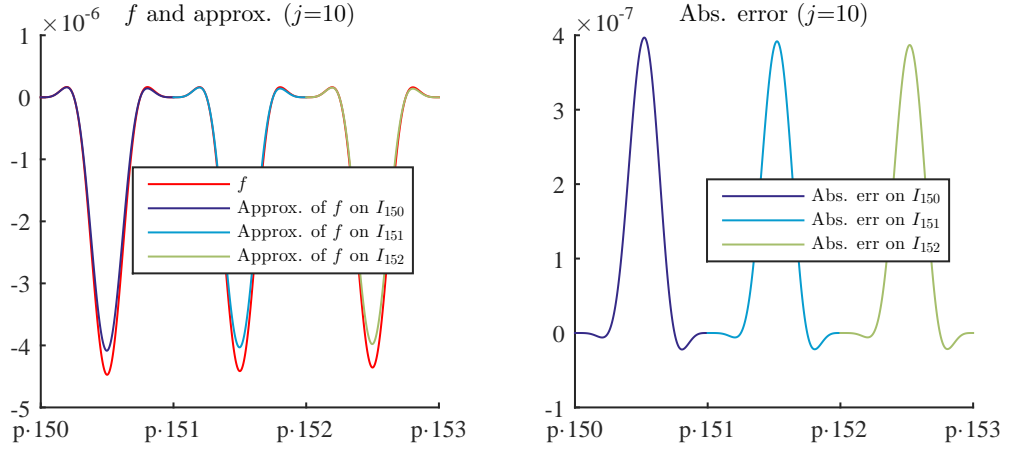 f and approx. (j=10)
×10⁻⁶
1
0
-1
-2
-3
-4
-5
p·150
p·151
p·152
p·153
f
Approx. of f on I₁₅₀
Approx. of f on I₁₅₁
Approx. of f on I₁₅₂
Abs. error (j=10)
×10⁻⁷
4
3
2
1
0
-1
p·150
p·151
p·152
p·153
Abs. err on I₁₅₀
Abs. err on I₁₅₁
Abs. err on I₁₅₂